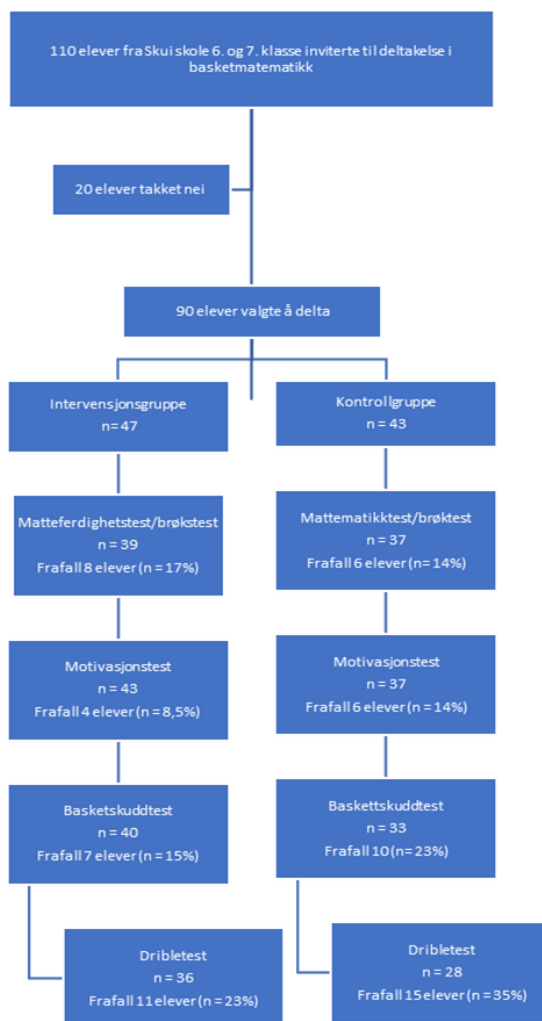 110 elever fra Skui skole 6. og 7. klasse inviterte til deltakelse i
basketmatematikk
20 elever takket nei
90 elever valgte å delta
Intervensjonsgruppe
n= 47
Kontrollgruppe
n = 43
Matteferdighetstest/brøkstest
n = 39
Frafall 8 elever (n = 17%)
Mattematikktest/brøktest
n = 37
Frafall 6 elever (n= 14%)
Motivasjonstest
n = 43
Frafall 4 elever (n = 8,5%)
Motivasjonstest
n = 37
Frafall 6 elever (n = 14%)
Basketskuddtest
n = 40
Frafall 7 elever (n = 15%)
Baskettskuddtest
n = 33
Frafall 10 (n= 23%)
Dribletest
n = 36
Frafall 11 elever (n = 23%)
Dribletest
n = 28
Frafall 15 elever (n = 35%)